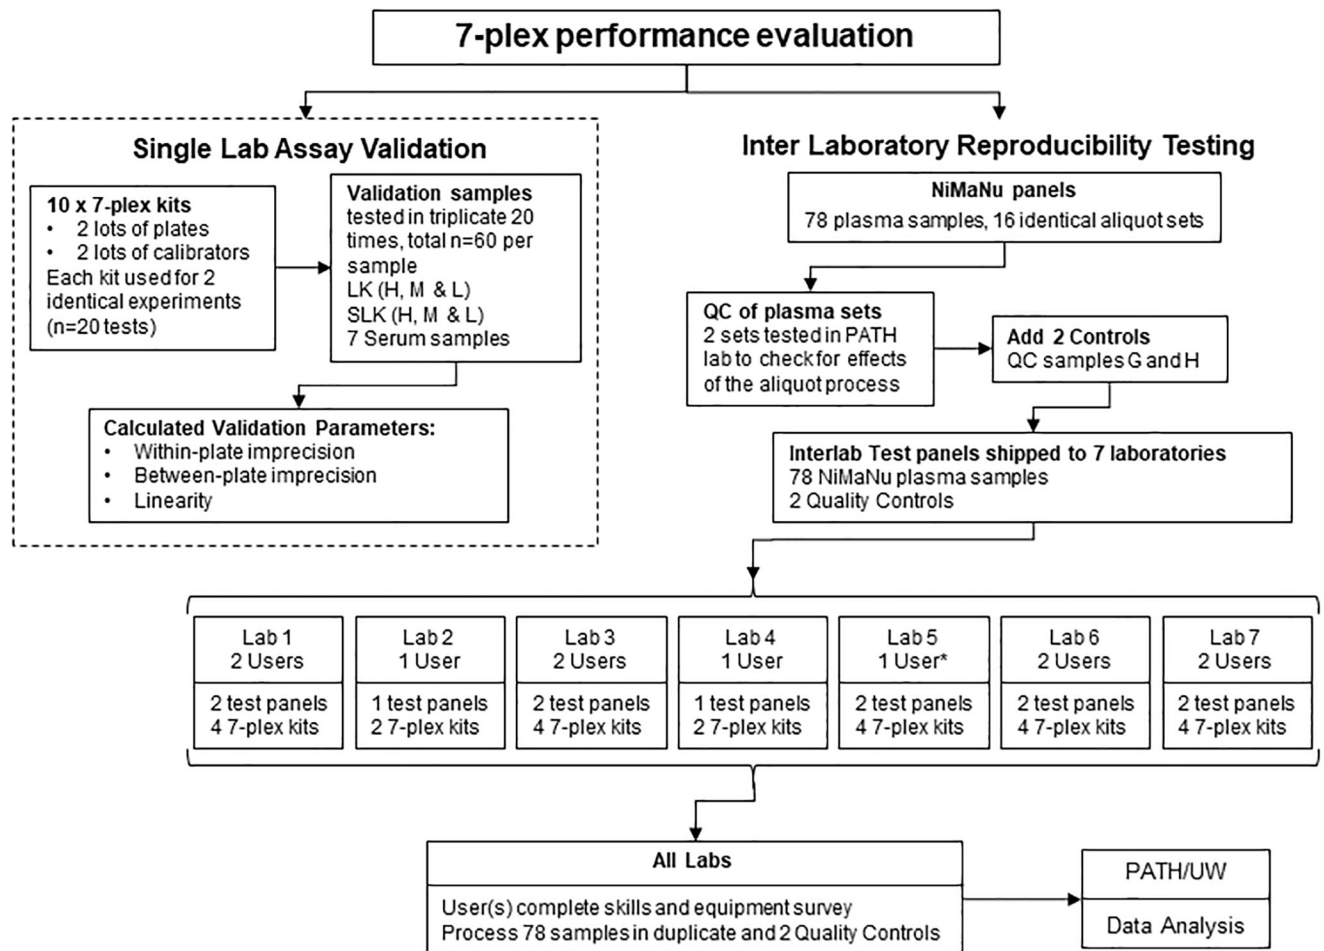 7-plex performance evaluation
Single Lab Assay Validation
10 x 7-plex kits
• 2 lots of plates
• 2 lots of calibrators
Each kit used for 2
identical experiments
(n=20 tests)
Validation samples
tested in triplicate 20
times, total n=60 per
sample
LK (H, M & L)
SLK (H, M & L)
7 Serum samples
Calculated Validation Parameters:
• Within-plate imprecision
• Between-plate imprecision
• Linearity
Inter Laboratory Reproducibility Testing
NiMaNu panels
78 plasma samples, 16 identical aliquot sets
QC of plasma sets
2 sets tested in PATH
lab to check for effects
of the aliquot process
Add 2 Controls
QC samples G and H
Interlab Test panels shipped to 7 laboratories
78 NiMaNu plasma samples
2 Quality Controls
Lab 1
2 Users
2 test panels
4 7-plex kits
Lab 2
1 User
1 test panels
2 7-plex kits
Lab 3
2 Users
2 test panels
4 7-plex kits
Lab 4
1 User
1 test panels
2 7-plex kits
Lab 5
1 User*
2 test panels
4 7-plex kits
Lab 6
2 Users
2 test panels
4 7-plex kits
Lab 7
2 Users
2 test panels
4 7-plex kits
All Labs
User(s) complete skills and equipment survey
Process 78 samples in duplicate and 2 Quality Controls
PATH/UW
Data Analysis